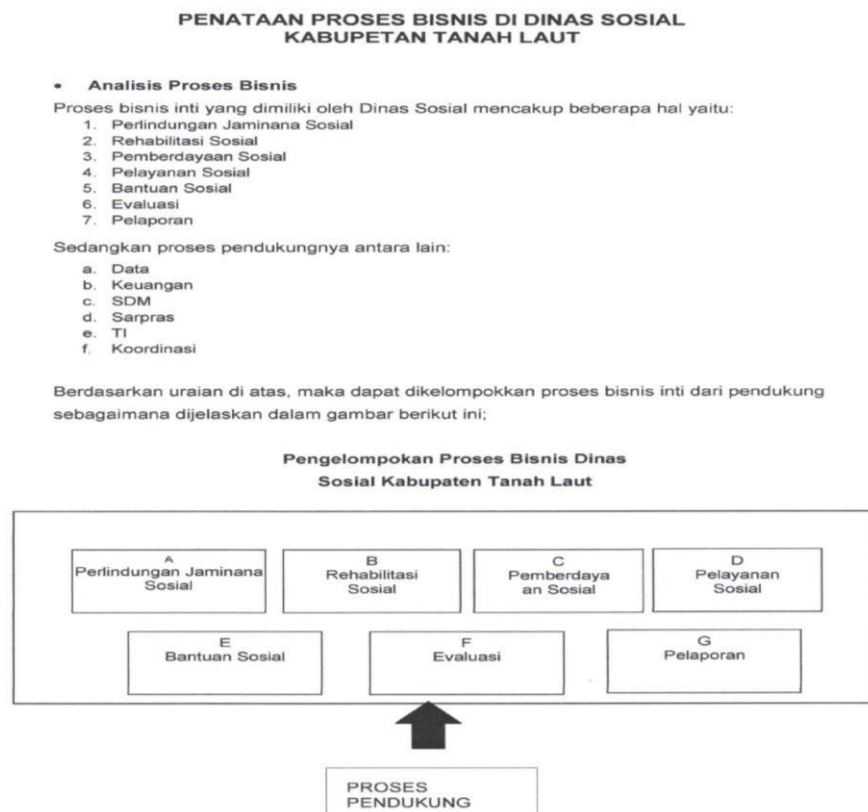 PENATAAN PROSES BISNIS DI DINAS SOSIAL
KABUPETAN TANAH LAUT
• Analisis Proses Bisnis
Proses bisnis inti yang dimiliki oleh Dinas Sosial mencakup beberapa hal yaitu:
1. Perlindungan Jaminana Sosial
2. Rehabilitasi Sosial
3. Pemberdayaan Sosial
4. Pelayanan Sosial
5. Bantuan Sosial
6. Evaluasi
7. Pelaporan
Sedangkan proses pendukungnya antara lain:
a. Data
b. Keuangan
c. SDM
d. Sarpras
e. TI
f. Koordinasi
Berdasarkan uraian di atas, maka dapat dikelompokkan proses bisnis inti dari pendukung
sebagaimana dijelaskan dalam gambar berikut ini;
Pengelompokan Proses Bisnis Dinas
Sosial Kabupaten Tanah Laut
A
Perlindungan Jaminana
Sosial
B
Rehabilitasi
Sosial
C
Pemberdaya
an Sosial
D
Pelayanan
Sosial
E
Bantuan Sosial
F
Evaluasi
G
Pelaporan
PROSES
PENDUKUNG